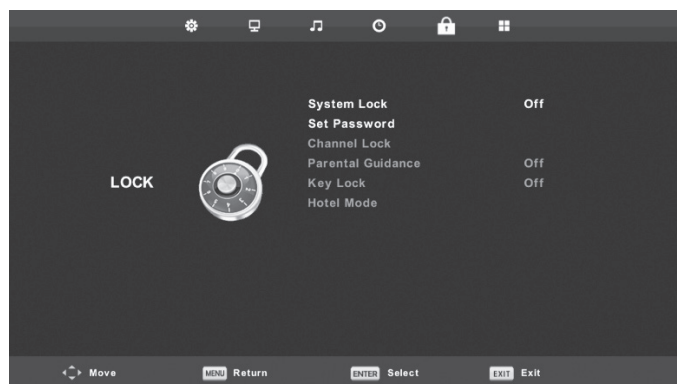 System Lock Off
Set Password
Channel Lock
Parental Guidance Off
LOCK
Key Lock Off
Hotel Mode
Move MENU Return ENTER Select EXIT Exit